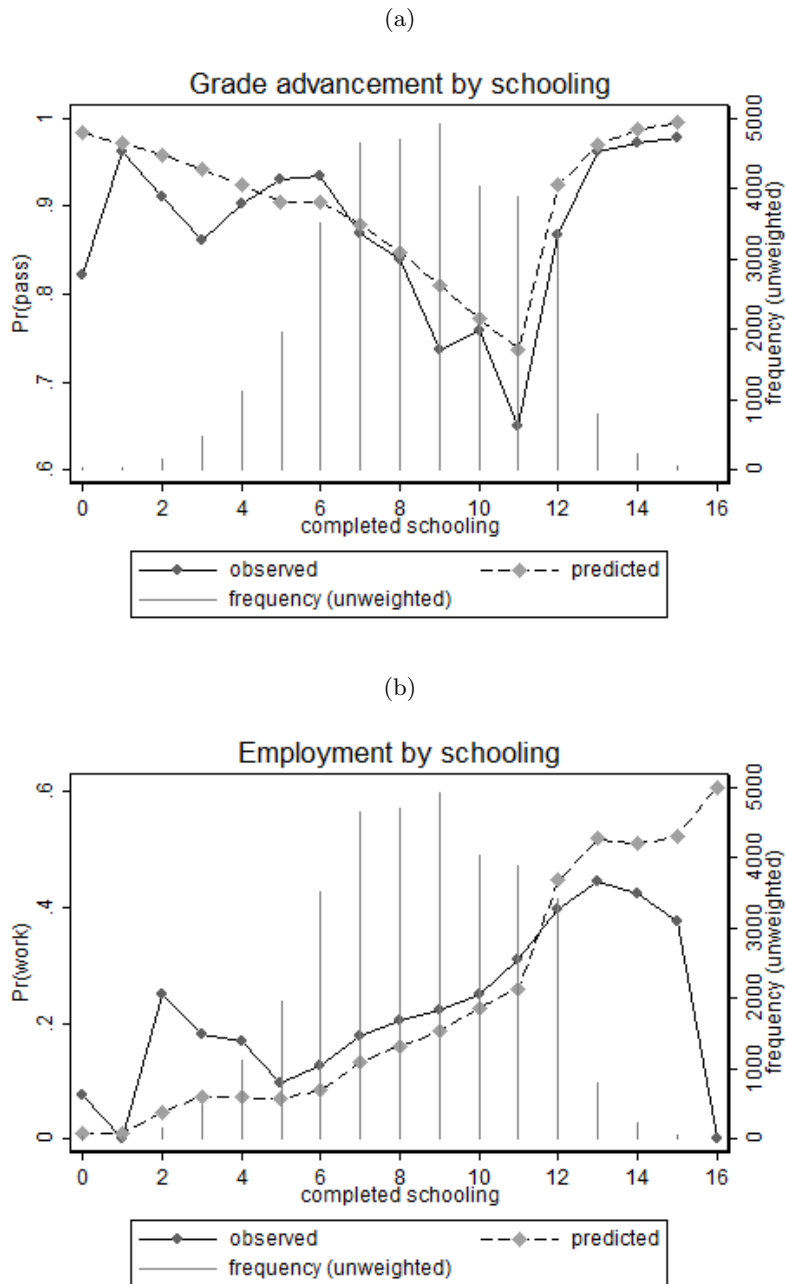 (a)
Grade advancement by schooling
Pr(pass)
1
.9
.8
.7
.6
frequency (unweighted)
5000
4000
3000
2000
1000
0
0 2 4 6 8 10 12 14 16
completed schooling
observed predicted
frequency (unweighted)
(b)
Employment by schooling
Pr(work)
.6
.4
.2
0
frequency (unweighted)
5000
4000
3000
2000
1000
0
0 2 4 6 8 10 12 14 16
completed schooling
observed predicted
frequency (unweighted)